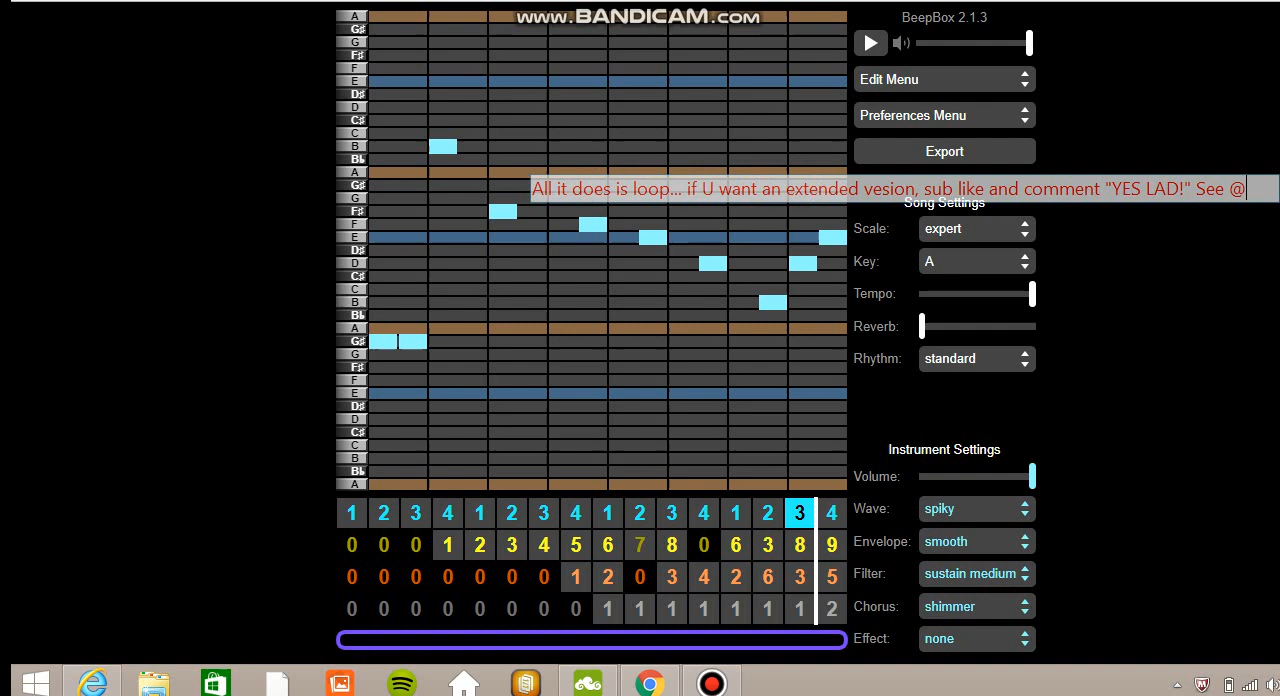 www.BANDICAM.com
BeepBox 2.1.3
A
G♯
G
F♯
F
E
D♯
D
C♯
C
B
B♭
A
G♯
G
F♯
F
E
D♯
D
C♯
C
B
B♭
A
G♯
G
F♯
F
E
D♯
D
C♯
C
B
B♭
A
Edit Menu
Preferences Menu
Export
All it does is loop... if U want an extended vesion, sub like and comment "YES LAD!" See @
Song Settings
Scale: expert
Key: A
Tempo:
Reverb:
Rhythm: standard
Instrument Settings
Volume:
Wave: spiky
Envelope: smooth
Filter: sustain medium
Chorus: shimmer
Effect: none
1 2 3 4 1 2 3 4 4 1 2 3 4 1 2 3 4
0 0 0 1 2 3 4 5 6 7 8 0 6 3 8 9
0 0 0 0 0 0 0 1 2 0 3 4 2 6 3 5
0 0 0 0 0 0 0 0 1 1 1 1 1 1 1 2